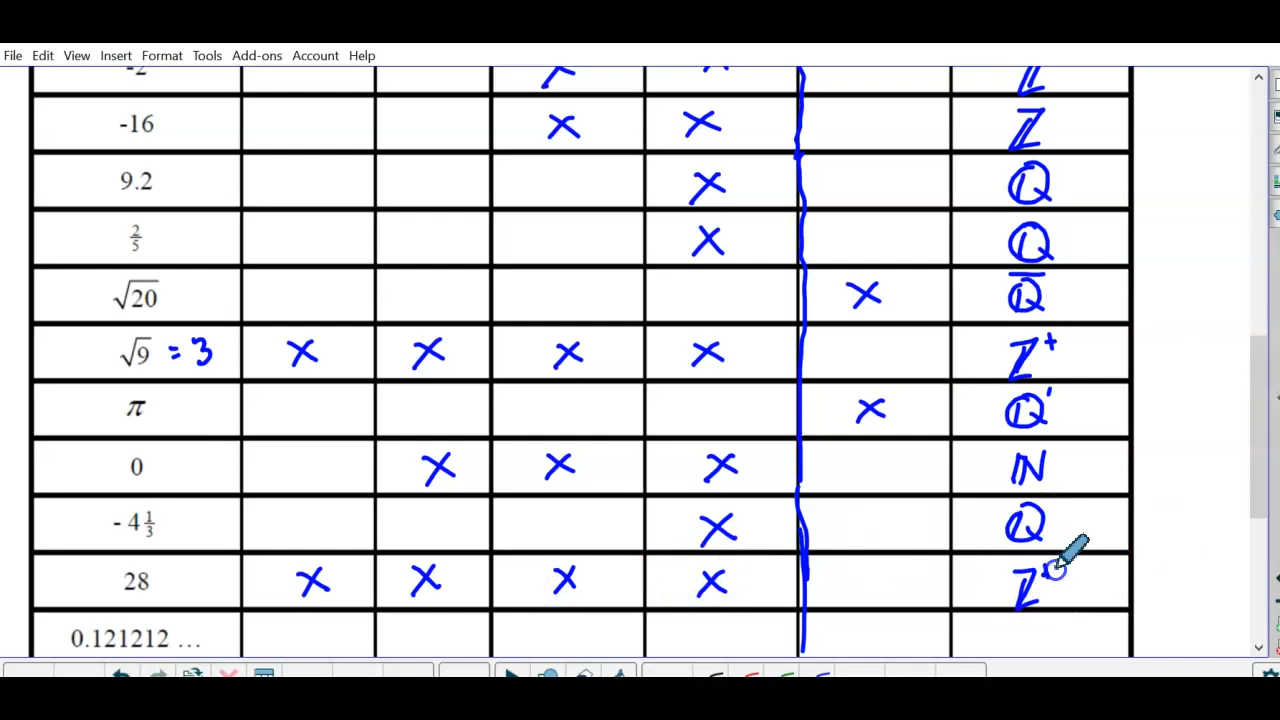 File Edit View Insert Format Tools Add-ons Account Help
-2 x x ℤ
-16 x x ℤ
9.2 x ℚ
2/5 x ℚ
√20 x ℚ̅
√9 = 3 x x x x ℤ⁺
π x ℚ'
0 x x x ℕ
- 4 1/3 x ℚ
28 x x x x ℤ⁺
0.121212 ...